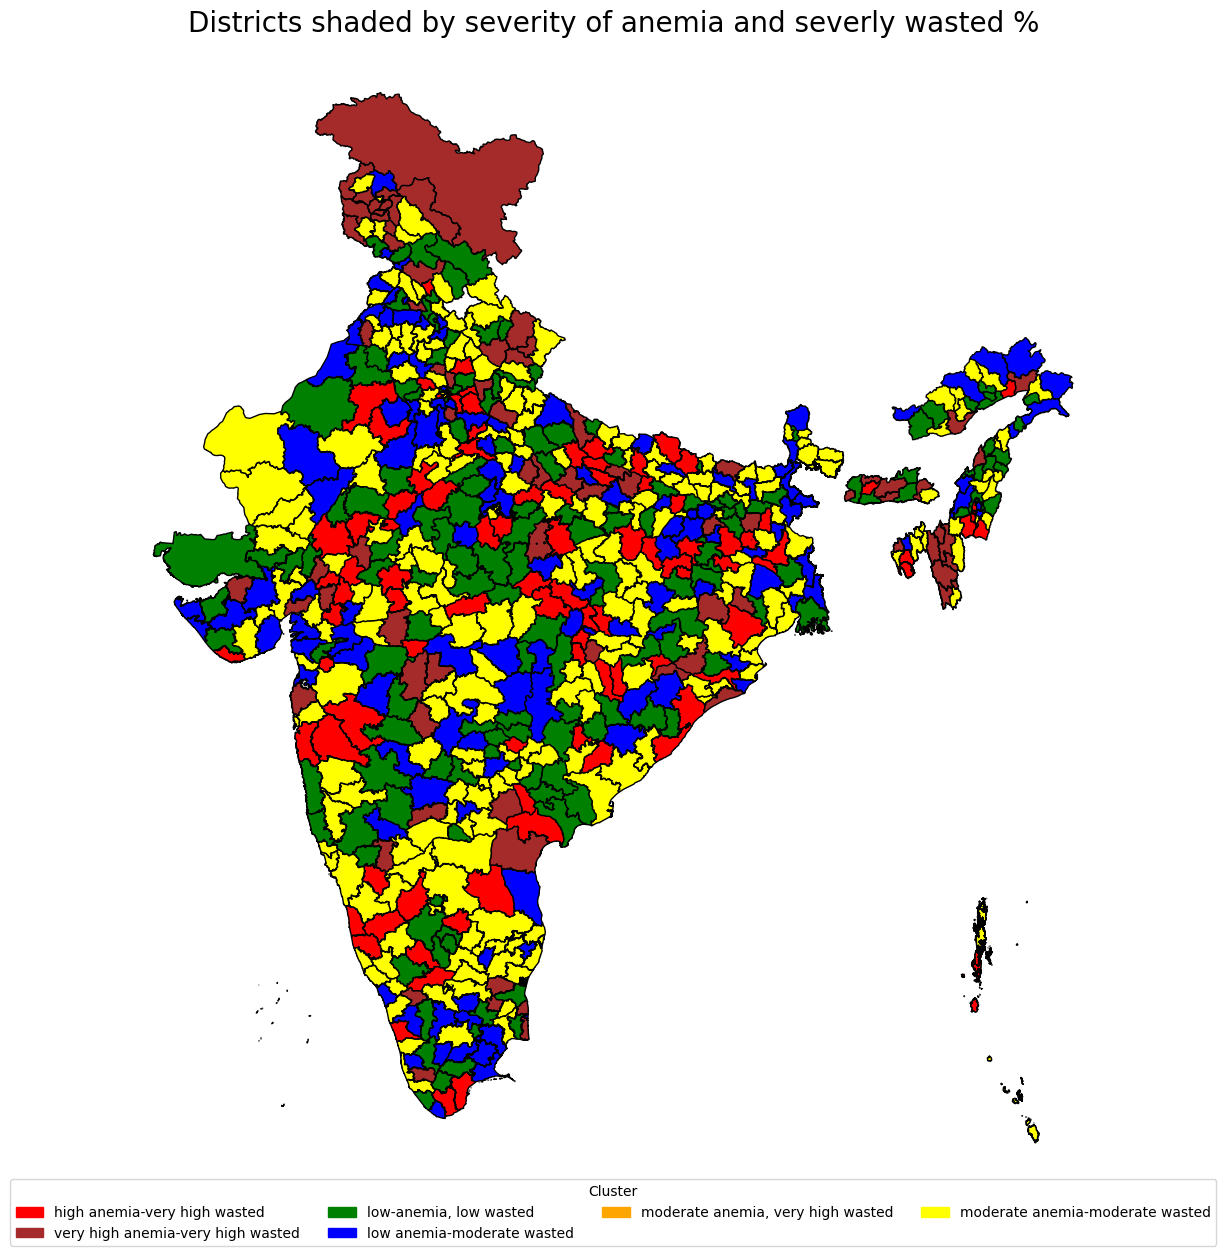 Districts shaded by severity of anemia and severly wasted %
Cluster
high anemia-very high wasted
very high anemia-very high wasted
low-anemia, low wasted
low anemia-moderate wasted
moderate anemia, very high wasted
moderate anemia-moderate wasted